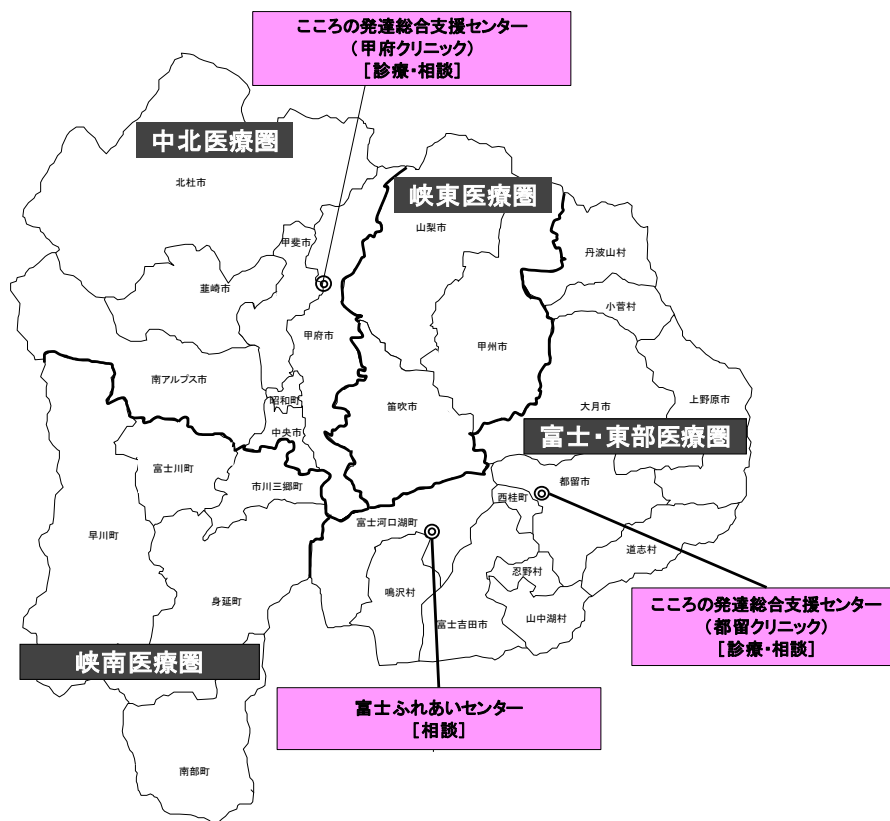 こころの発達総合支援センター
（甲府クリニック）
［診療・相談］
中北医療圏
北杜市
峡東医療圏
山梨市
甲斐市
丹波山村
韮崎市
小菅村
甲府市
甲州市
南アルプス市
昭和町
笛吹市
大月市
上野原市
中央市
富士・東部医療圏
富士川町
市川三郷町
都留市
西桂町
富士河口湖町
早川町
道志村
忍野村
鳴沢村
身延町
山中湖村
富士吉田市
こころの発達総合支援センター
（都留クリニック）
［診療・相談］
峡南医療圏
富士ふれあいセンター
［相談］
南部町